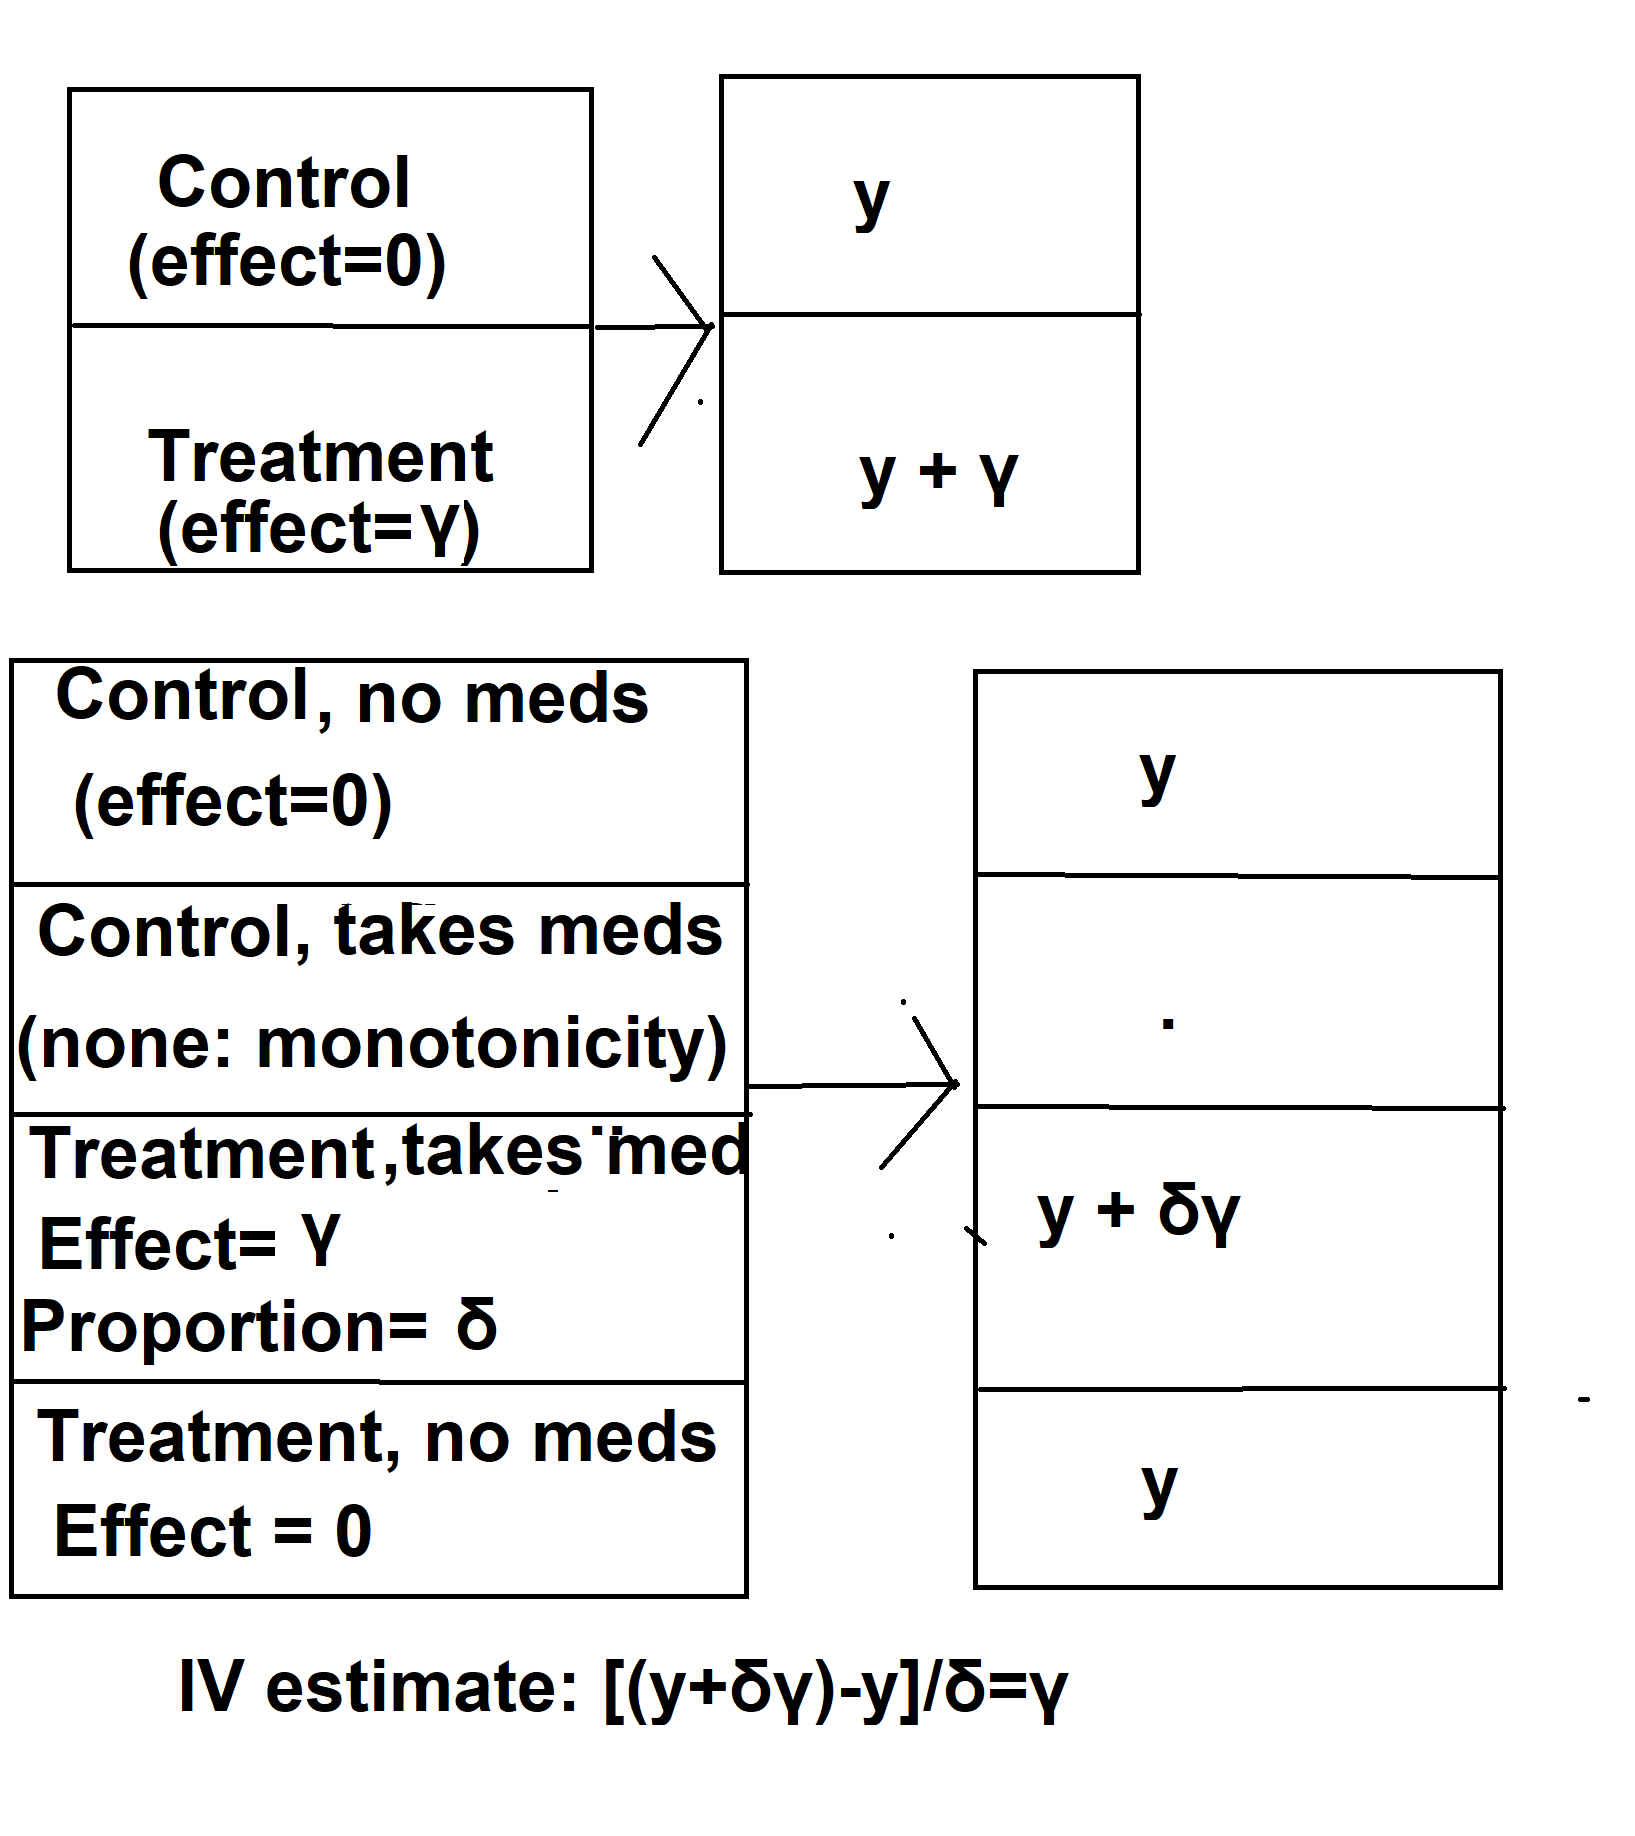 Control
(effect=0)
y
Treatment
(effect=γ)
y + γ
Control, no meds
(effect=0)
y
Control, takes meds
(none: monotonicity)
.
Treatment,takes med
Effect= γ
Proportion= δ
y + δγ
Treatment, no meds
Effect = 0
y
IV estimate: [(y+δγ)-y]/δ=γ